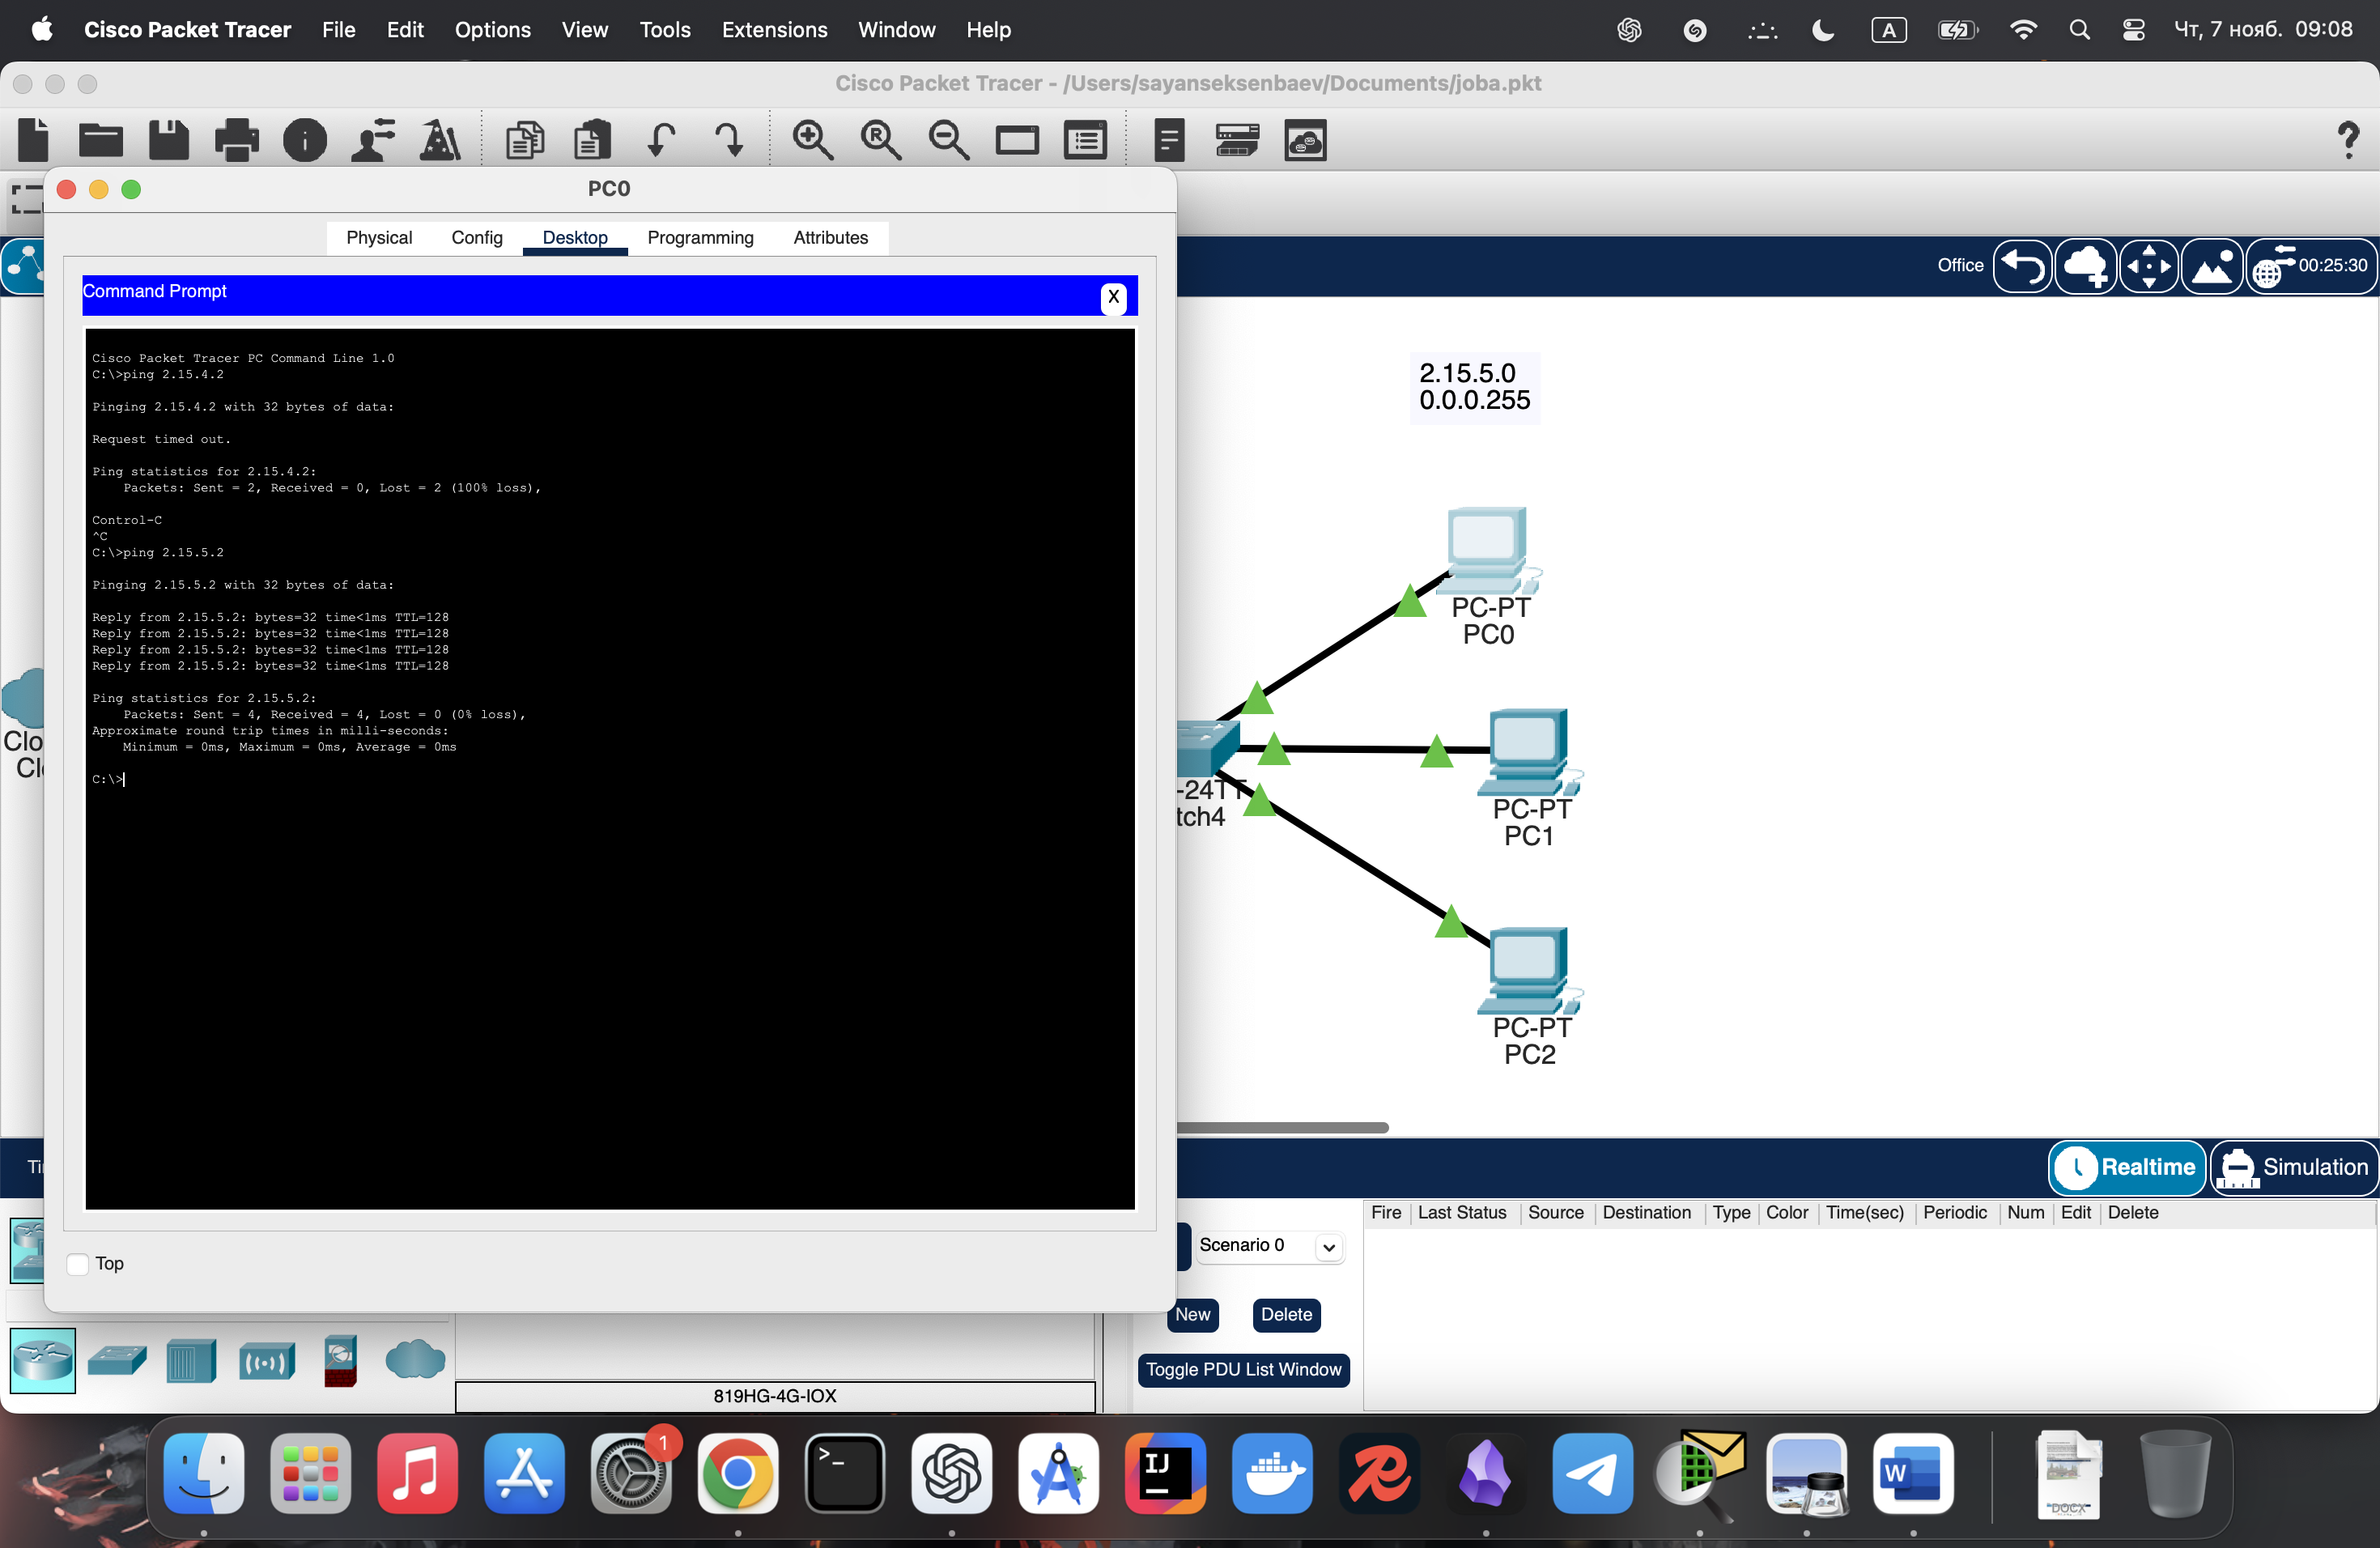 Cisco Packet Tracer File Edit Options View Tools Extensions Window Help
A
Чт, 7 нояб. 09:08
Cisco Packet Tracer - /Users/sayanseksenbaev/Documents/joba.pkt
PC0
Physical Config Desktop Programming Attributes
Command Prompt
X
Cisco Packet Tracer PC Command Line 1.0
C:\>ping 2.15.4.2
Pinging 2.15.4.2 with 32 bytes of data:
Request timed out.
Ping statistics for 2.15.4.2:
Packets: Sent = 2, Received = 0, Lost = 2 (100% loss),
Control-C
^C
C:\>ping 2.15.5.2
Pinging 2.15.5.2 with 32 bytes of data:
Reply from 2.15.5.2: bytes=32 time<1ms TTL=128
Reply from 2.15.5.2: bytes=32 time<1ms TTL=128
Reply from 2.15.5.2: bytes=32 time<1ms TTL=128
Reply from 2.15.5.2: bytes=32 time<1ms TTL=128
Ping statistics for 2.15.5.2:
Packets: Sent = 4, Received = 4, Lost = 0 (0% loss),
Approximate round trip times in milli-seconds:
Minimum = 0ms, Maximum = 0ms, Average = 0ms
C:\>
Top
Office
00:25:30
2.15.5.0
0.0.0.255
PC-PT
PC0
PC-PT
PC1
PC-PT
PC2
-24TT
tch4
Clo
Cl
Ti
Realtime
Simulation
Fire Last Status Source Destination Type Color Time(sec) Periodic Num Edit Delete
Scenario 0
New
Delete
Toggle PDU List Window
819HG-4G-IOX
1
IJ
W
DOCX